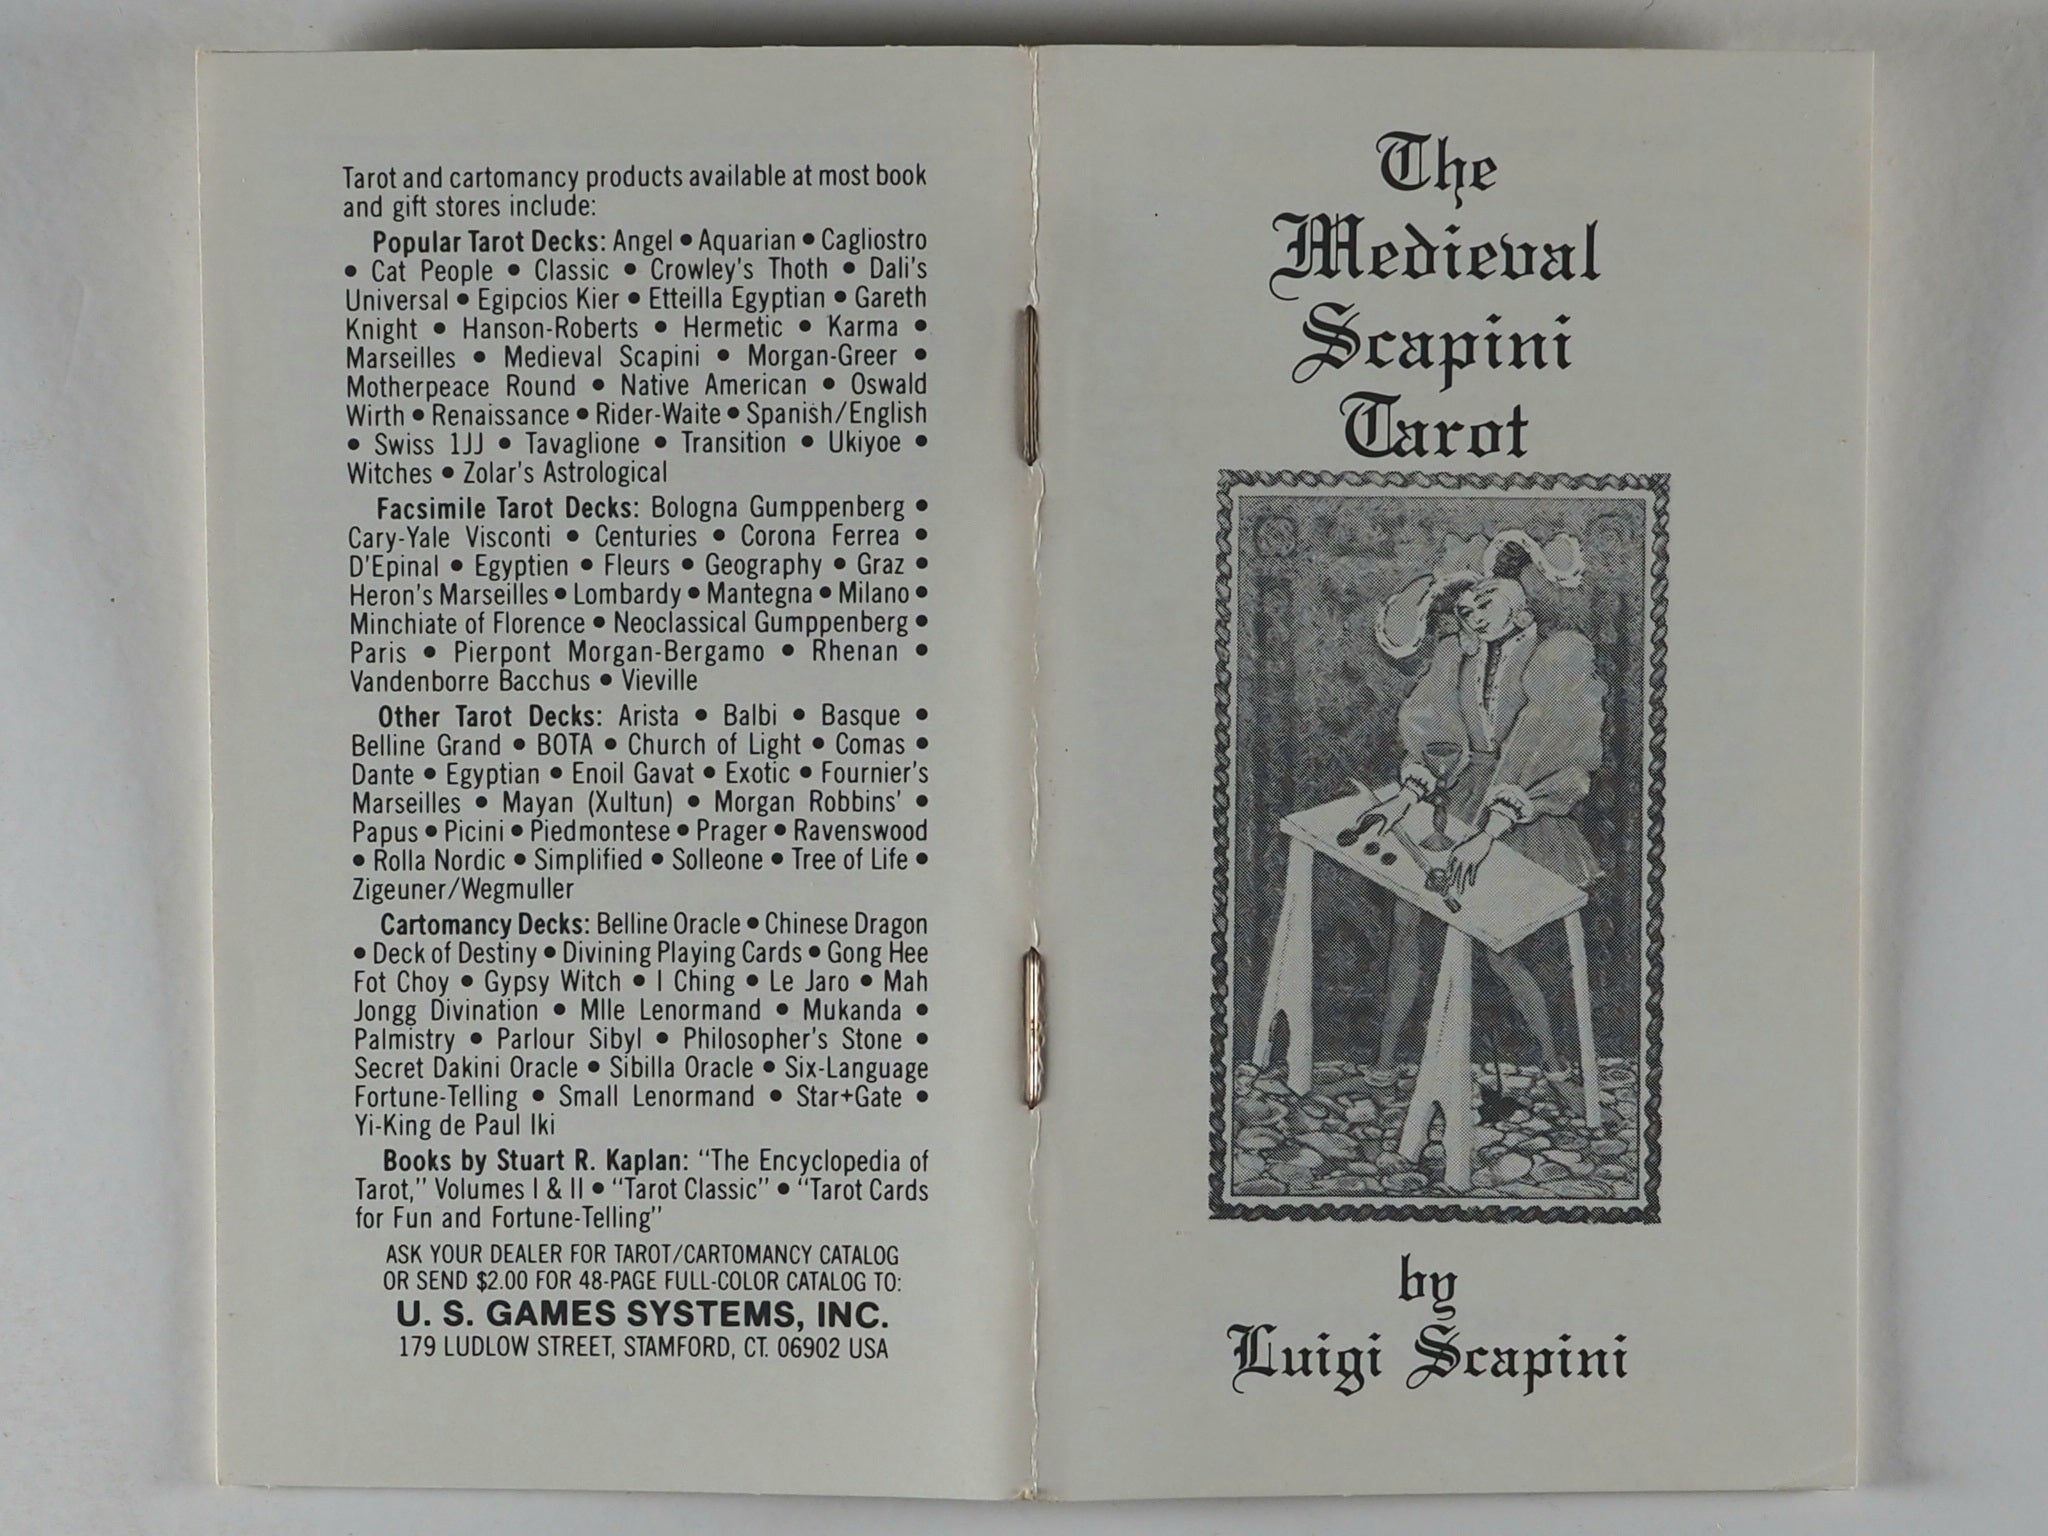 Tarot and cartomancy products available at most book
and gift stores include:
Popular Tarot Decks: Angel • Aquarian • Cagliostro
• Cat People • Classic • Crowley's Thoth • Dali's
Universal • Egipcios Kier • Etteilla Egyptian • Gareth
Knight • Hanson-Roberts • Hermetic • Karma •
Marseilles • Medieval Scapini • Morgan-Greer •
Motherpeace Round • Native American • Oswald
Wirth • Renaissance • Rider-Waite • Spanish/English
• Swiss 1JJ • Tavaglione • Transition • Ukiyoe •
Witches • Zolar's Astrological
Facsimile Tarot Decks: Bologna Gumppenberg •
Cary-Yale Visconti • Centuries • Corona Ferrea •
D'Epinal • Egyptien • Fleurs • Geography • Graz •
Heron's Marseilles • Lombardy • Mantegna • Milano •
Minchiate of Florence • Neoclassical Gumppenberg •
Paris • Pierpont Morgan-Bergamo • Rhenan •
Vandenborre Bacchus • Vieville
Other Tarot Decks: Arista • Balbi • Basque •
Belline Grand • BOTA • Church of Light • Comas •
Dante • Egyptian • Enoil Gavat • Exotic • Fournier's
Marseilles • Mayan (Xultun) • Morgan Robbins' •
Papus • Picini • Piedmontese • Prager • Ravenswood
• Rolla Nordic • Simplified • Solleone • Tree of Life •
Zigeuner/Wegmuller
Cartomancy Decks: Belline Oracle • Chinese Dragon
• Deck of Destiny • Divining Playing Cards • Gong Hee
Fot Choy • Gypsy Witch • I Ching • Le Jaro • Mah
Jongg Divination • Mlle Lenormand • Mukanda •
Palmistry • Parlour Sibyl • Philosopher's Stone •
Secret Dakini Oracle • Sibilla Oracle • Six-Language
Fortune-Telling • Small Lenormand • Star+Gate •
Yi-King de Paul Iki
Books by Stuart R. Kaplan: "The Encyclopedia of
Tarot," Volumes I & II • "Tarot Classic" • "Tarot Cards
for Fun and Fortune-Telling"
ASK YOUR DEALER FOR TAROT/CARTOMANCY CATALOG
OR SEND $2.00 FOR 48-PAGE FULL-COLOR CATALOG TO:
U. S. GAMES SYSTEMS, INC.
179 LUDLOW STREET, STAMFORD, CT. 06902 USA
The
Medieval
Scapini
Tarot
by
Luigi Scapini